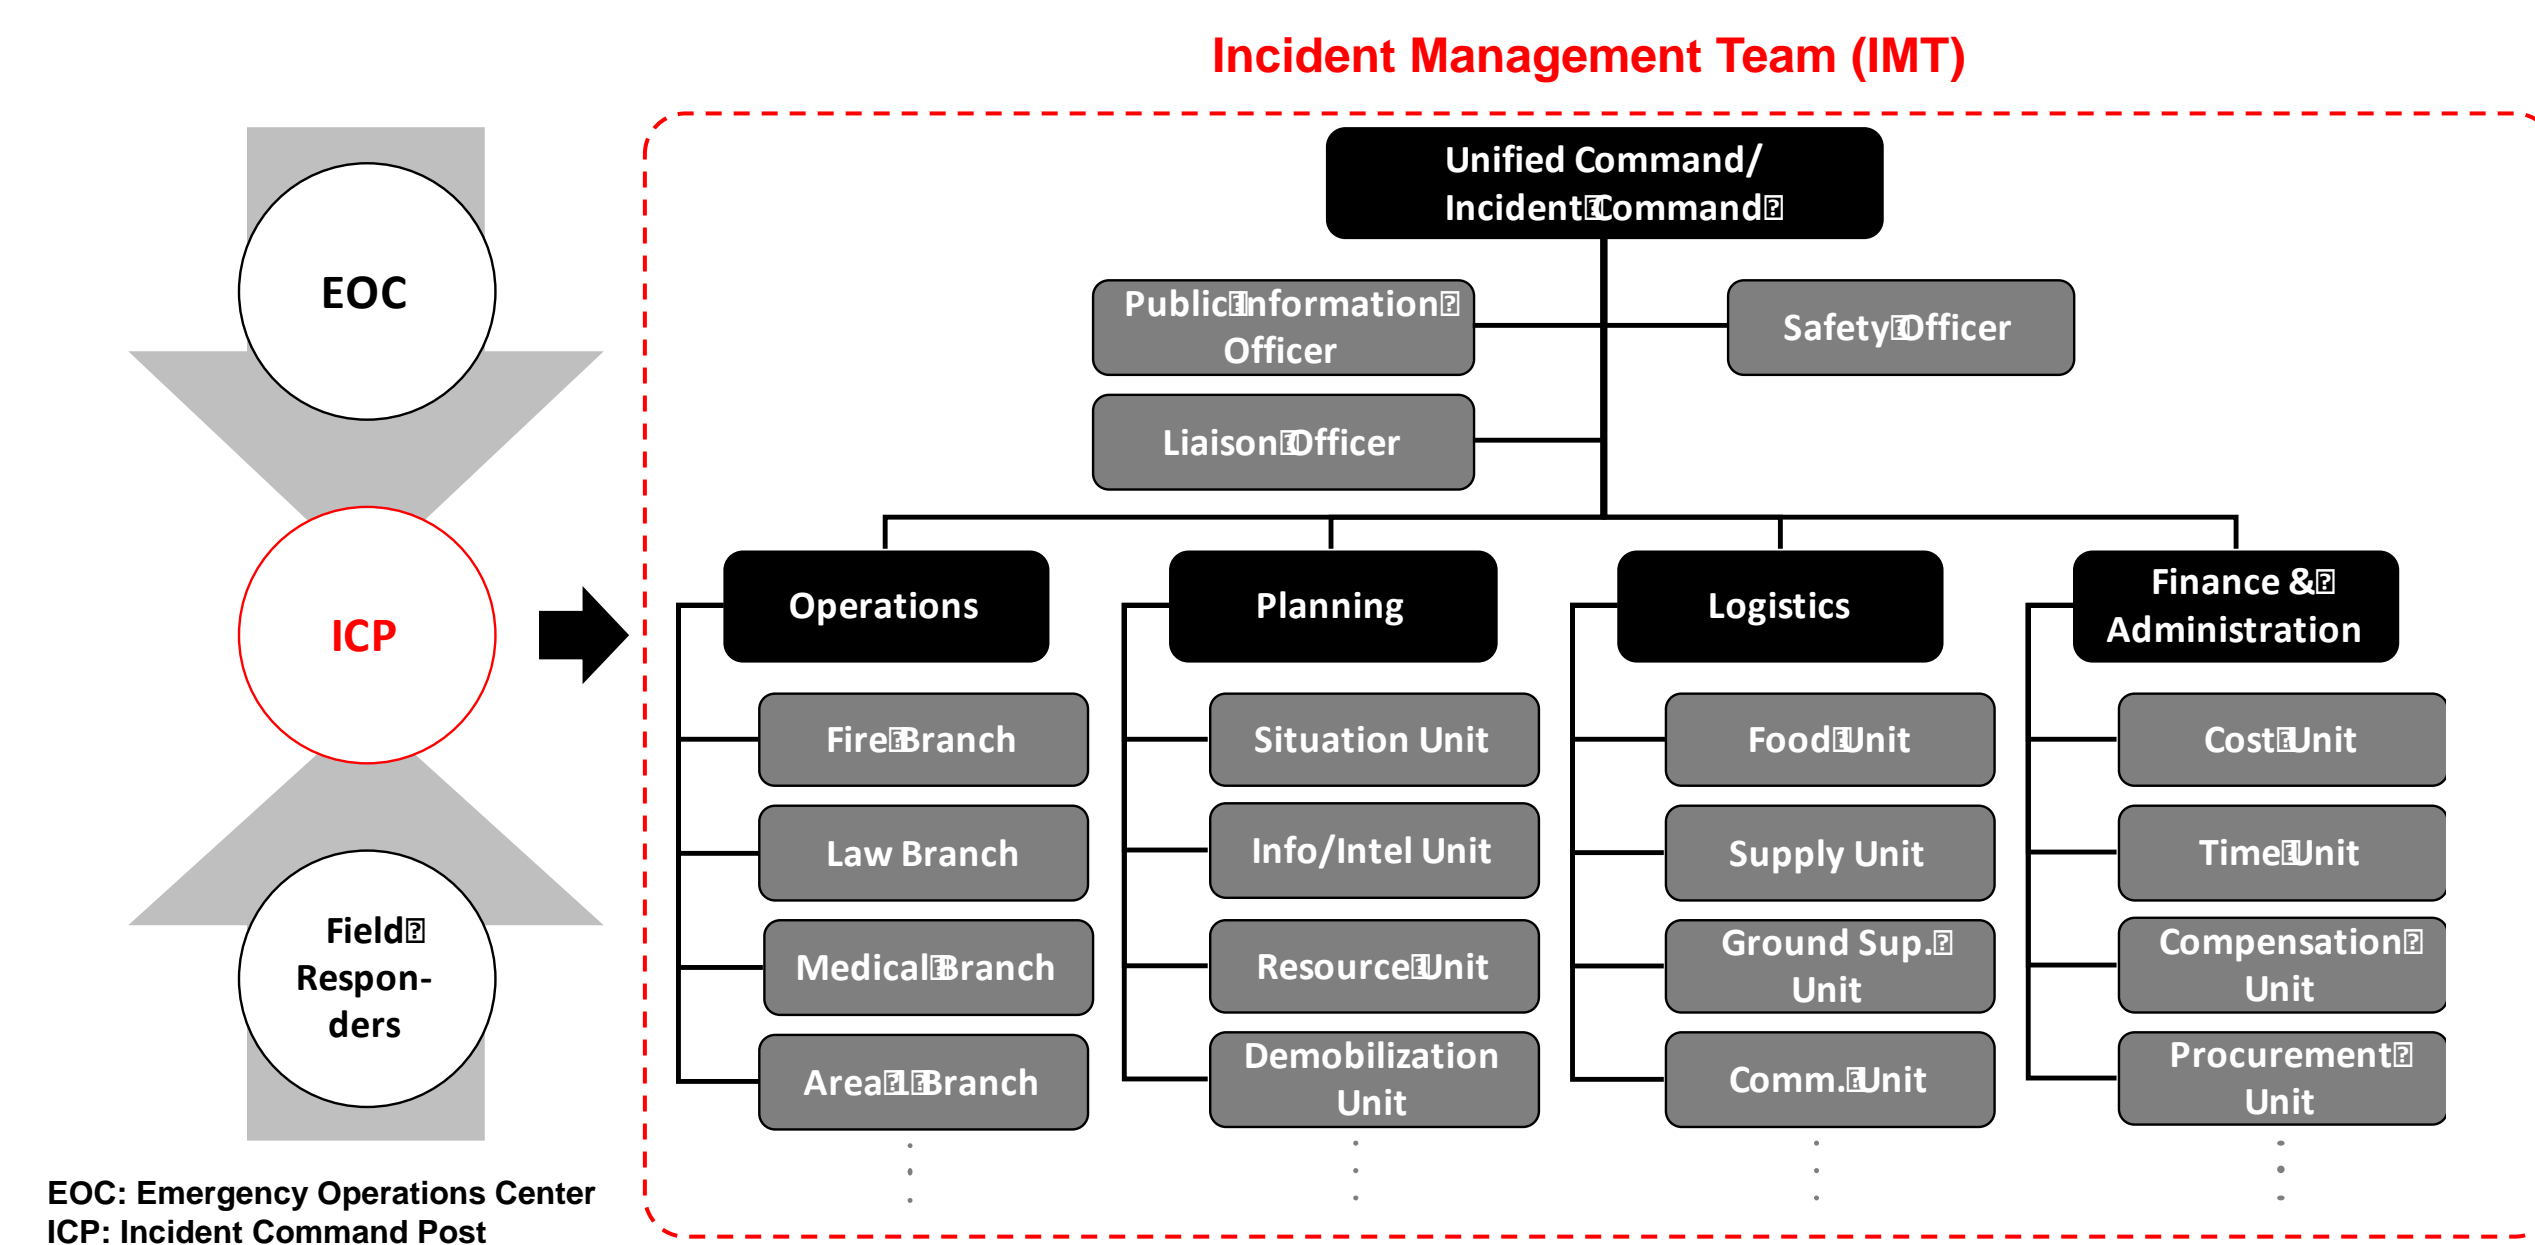 Incident Management Team (IMT)
Unified Command/
Incident Command
EOC
Public Information
Officer
Safety Officer
Liaison Officer
ICP
Operations
Planning
Logistics
Finance &
Administration
Fire Branch
Situation Unit
Food Unit
Cost Unit
Law Branch
Info/Intel Unit
Supply Unit
Time Unit
Field
Respon-
ders
Medical Branch
Resource Unit
Ground Sup.
Unit
Compensation
Unit
Area 1 Branch
Demobilization
Unit
Comm. Unit
Procurement
Unit
EOC: Emergency Operations Center
ICP: Incident Command Post